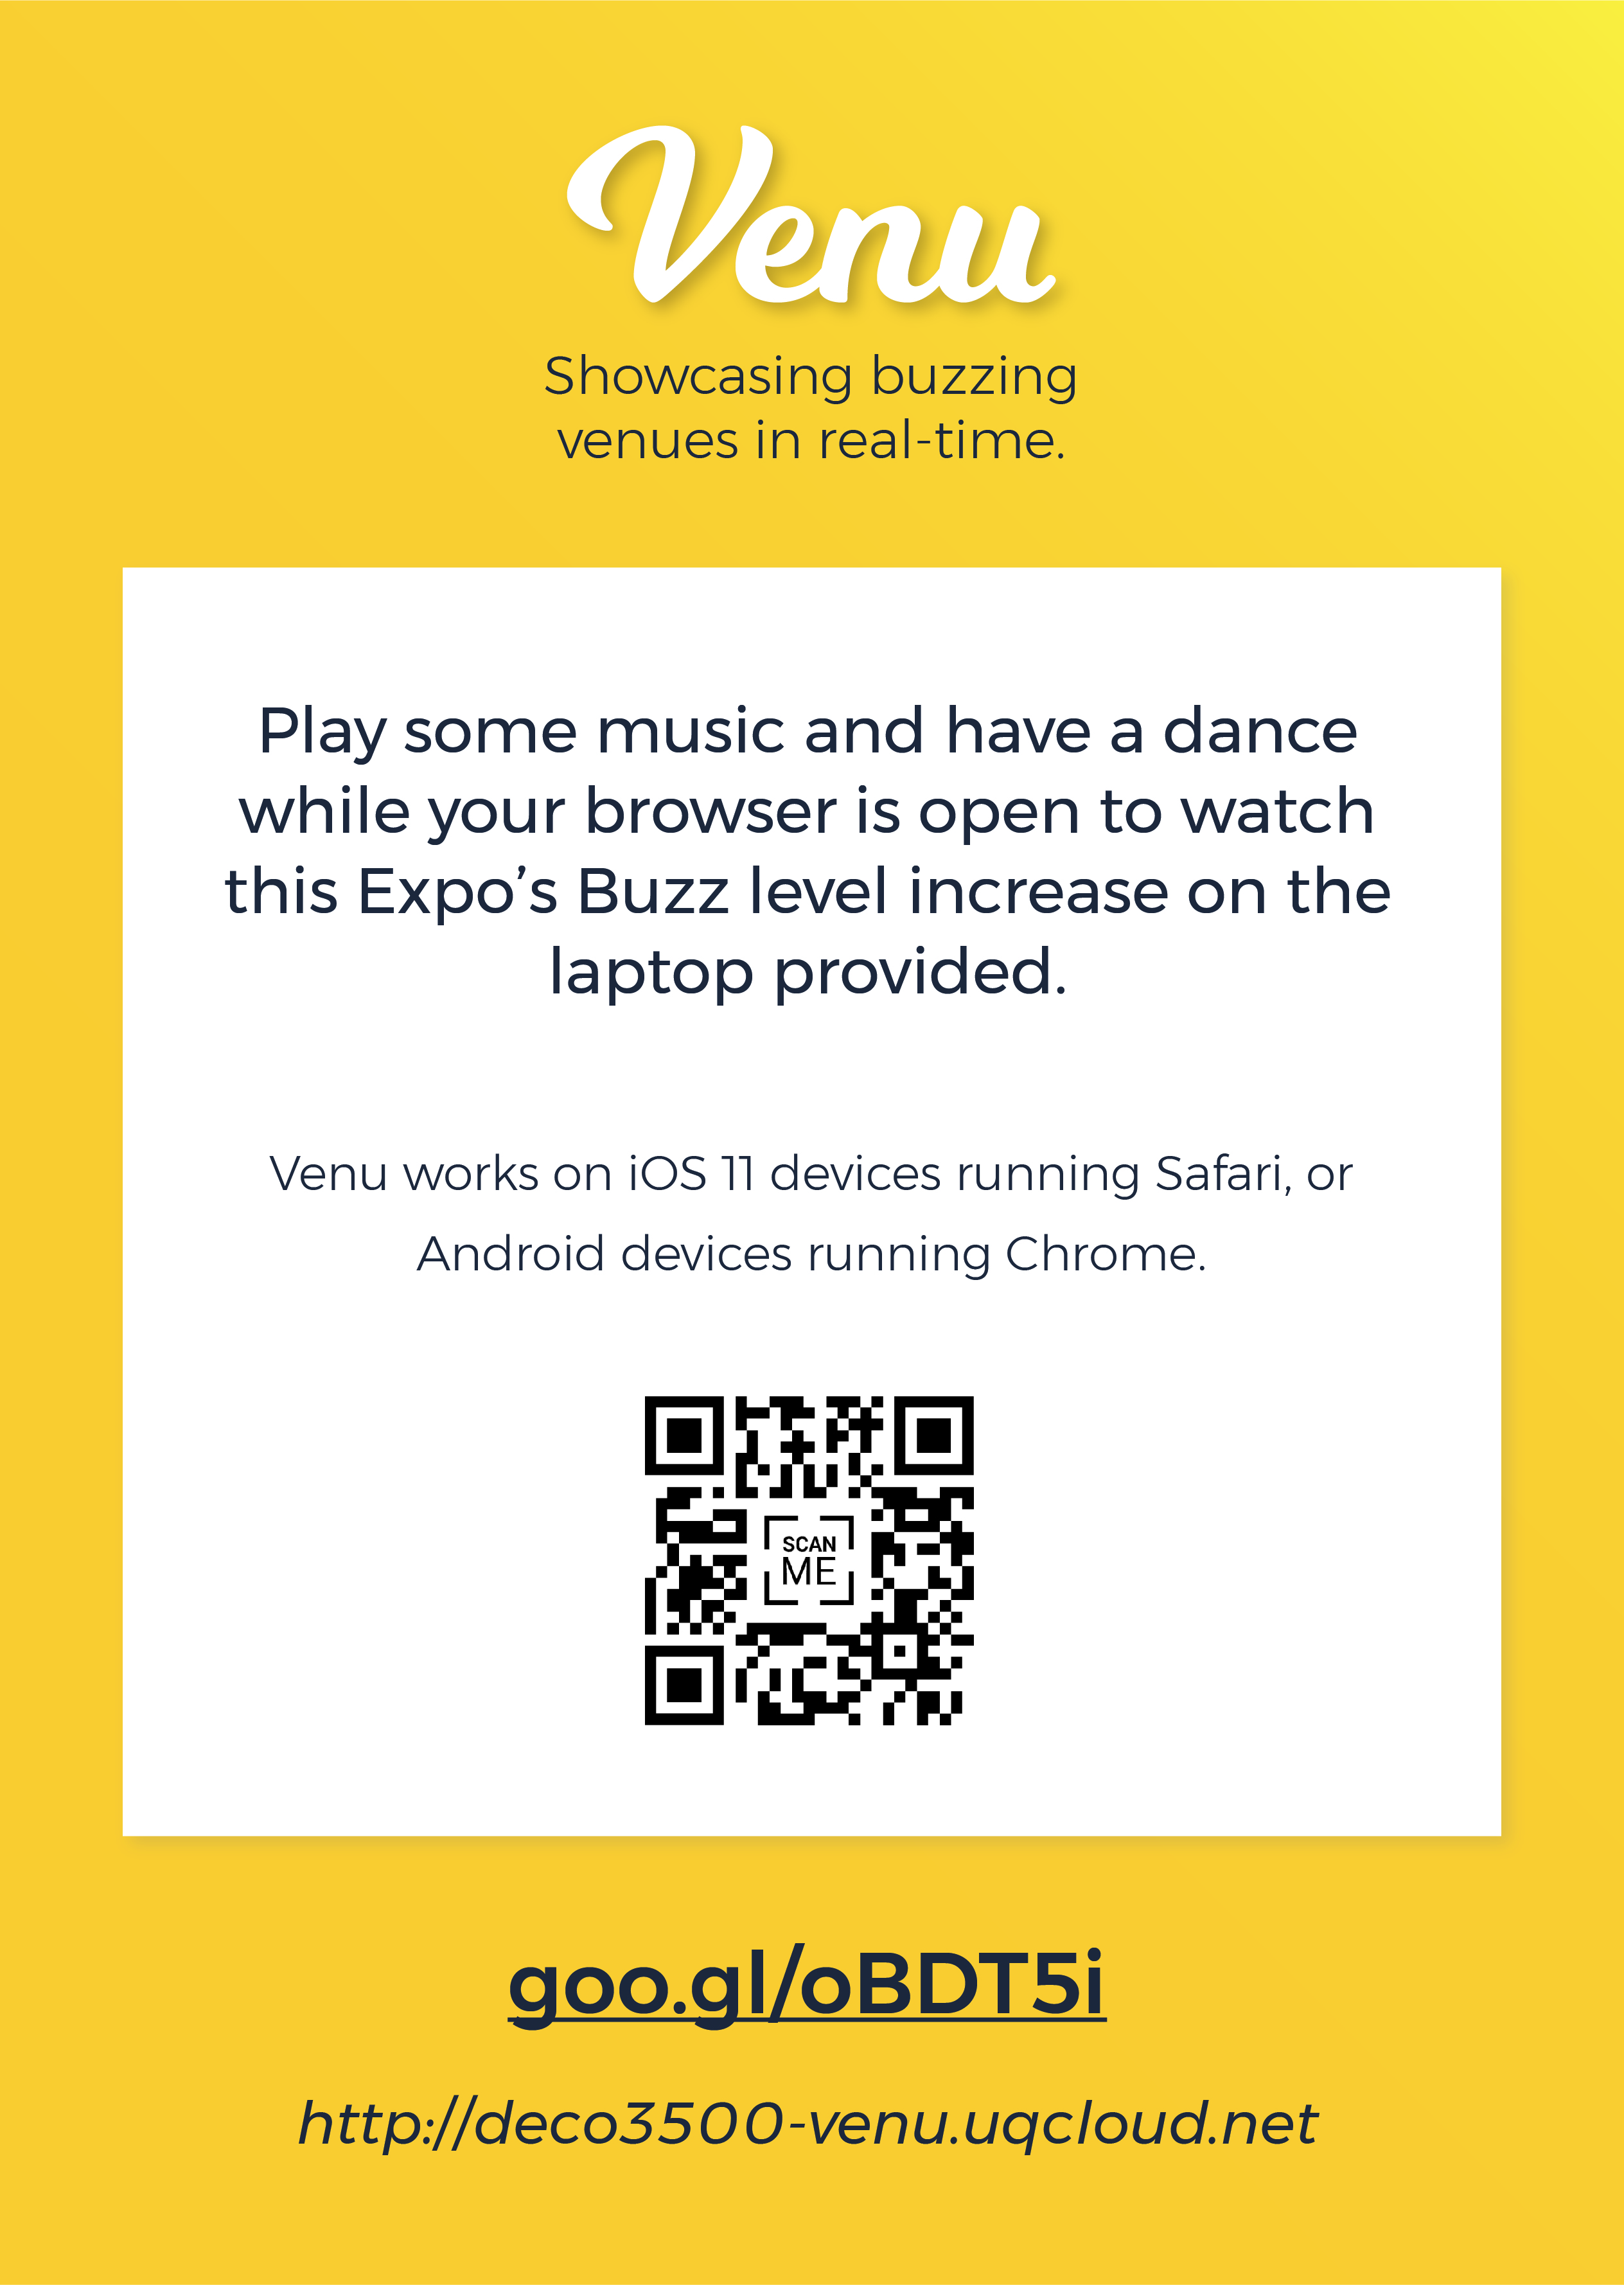 Venu
Showcasing buzzing
venues in real-time.
Play some music and have a dance
while your browser is open to watch
this Expo’s Buzz level increase on the
laptop provided.
Venu works on iOS 11 devices running Safari, or
Android devices running Chrome.
SCAN
ME
goo.gl/oBDT5i
http://deco3500-venu.uqcloud.net